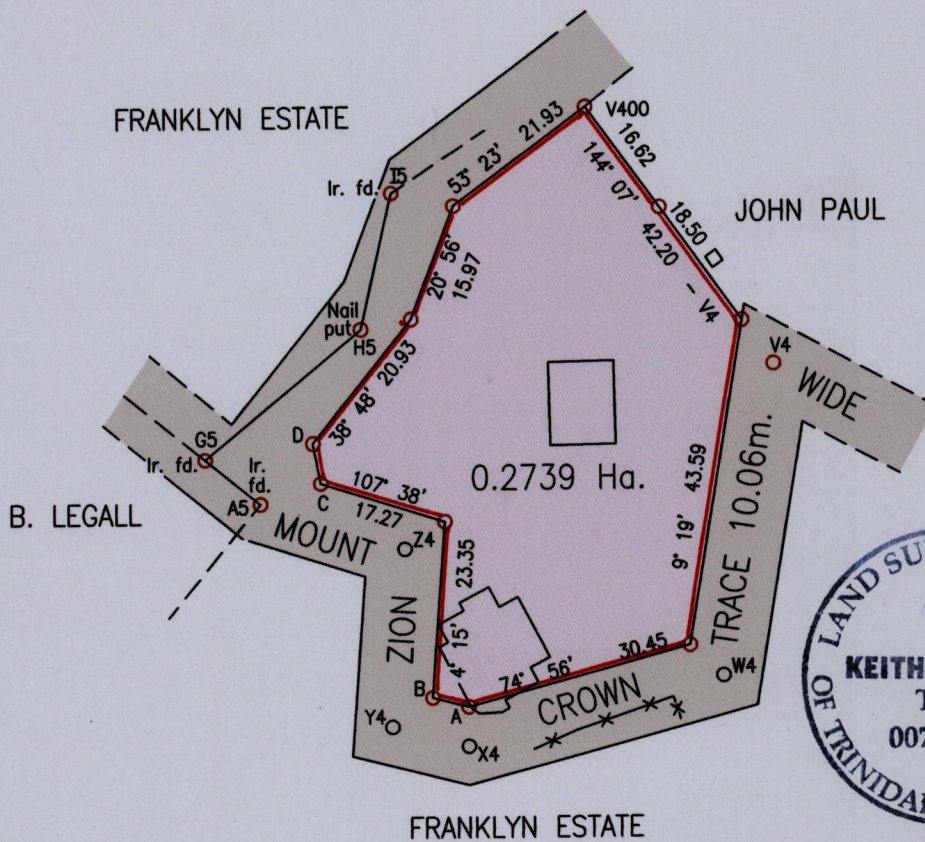 FRANKLYN ESTATE
V400
21.93
53° 23'
16.62
144° 07'
42.20
18.50
- V4
JOHN PAUL
Ir. fd.
I5
20° 56'
15.97
Nail
put
H5
V4
WIDE
38° 48' 20.93
D
G5
Ir. fd.
Ir.
fd.
A5
B. LEGALL
107° 38'
17.27
C
MOUNT
Z4
0.2739 Ha.
43.59
9° 19'
TRACE 10.06m.
23.35
4° 15'
ZION
B
A
74° 56'
30.45
CROWN
W4
Y4
X4
FRANKLYN ESTATE
LAND SU
KEITH
T
007
OF TRINIDA